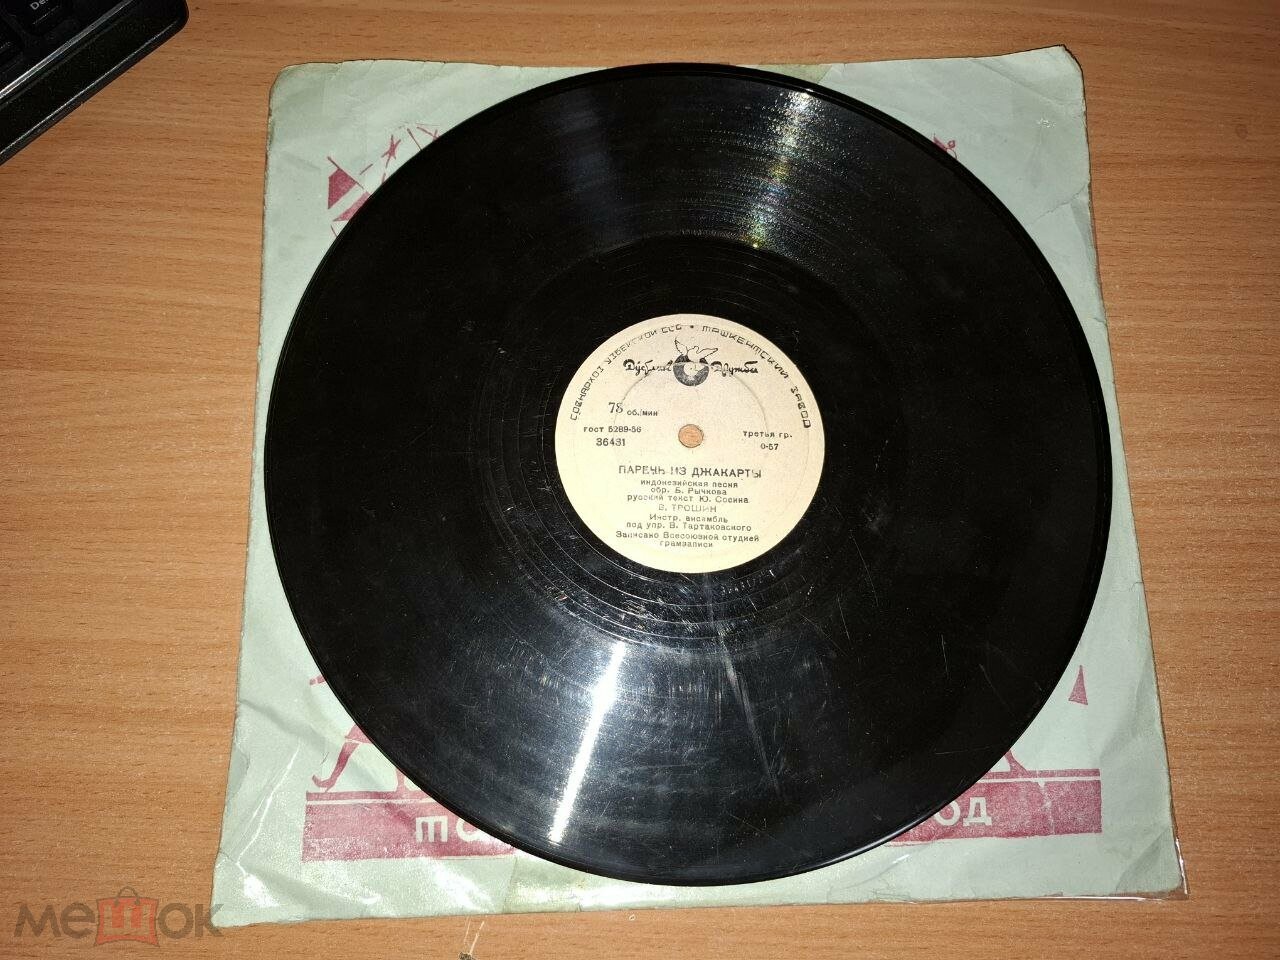 СОВНАРХОЗ УЗБЕКСКОЙ ССР • ТАШКЕНТСКИЙ ЗАВОД
Дружбы
78 об./мин
гост 5289-56
третья гр.
36431
0-57
ПАРЕНЬ ИЗ ДЖАКАРТЫ
индонезийская песня
обр. Б. Рычкова
русский текст Ю. Сосина
В. ТРОШИН
Инстр. ансамбль
под упр. В. Тартаковского
Записано Всесоюзной студией
грамзаписи
мешок